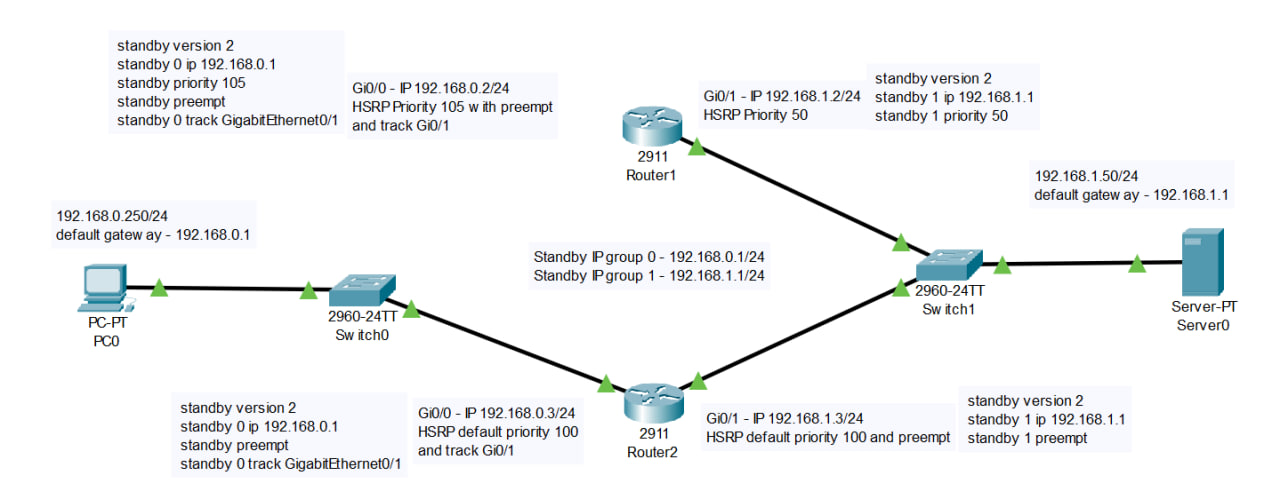 standby version 2
standby 0 ip 192.168.0.1
standby priority 105
standby preempt
standby 0 track GigabitEthernet0/1
Gi0/0 - IP 192.168.0.2/24
HSRP Priority 105 with preempt
and track Gi0/1
Gi0/1 - IP 192.168.1.2/24
HSRP Priority 50
standby version 2
standby 1 ip 192.168.1.1
standby 1 priority 50
2911
Router1
192.168.1.50/24
default gateway - 192.168.1.1
192.168.0.250/24
default gateway - 192.168.0.1
Standby IP group 0 - 192.168.0.1/24
Standby IP group 1 - 192.168.1.1/24
PC-PT
PC0
2960-24TT
Switch0
2960-24TT
Switch1
Server-PT
Server0
standby version 2
standby 0 ip 192.168.0.1
standby preempt
standby 0 track GigabitEthernet0/1
Gi0/0 - IP 192.168.0.3/24
HSRP default priority 100
and track Gi0/1
2911
Router2
Gi0/1 - IP 192.168.1.3/24
HSRP default priority 100 and preempt
standby version 2
standby 1 ip 192.168.1.1
standby 1 preempt